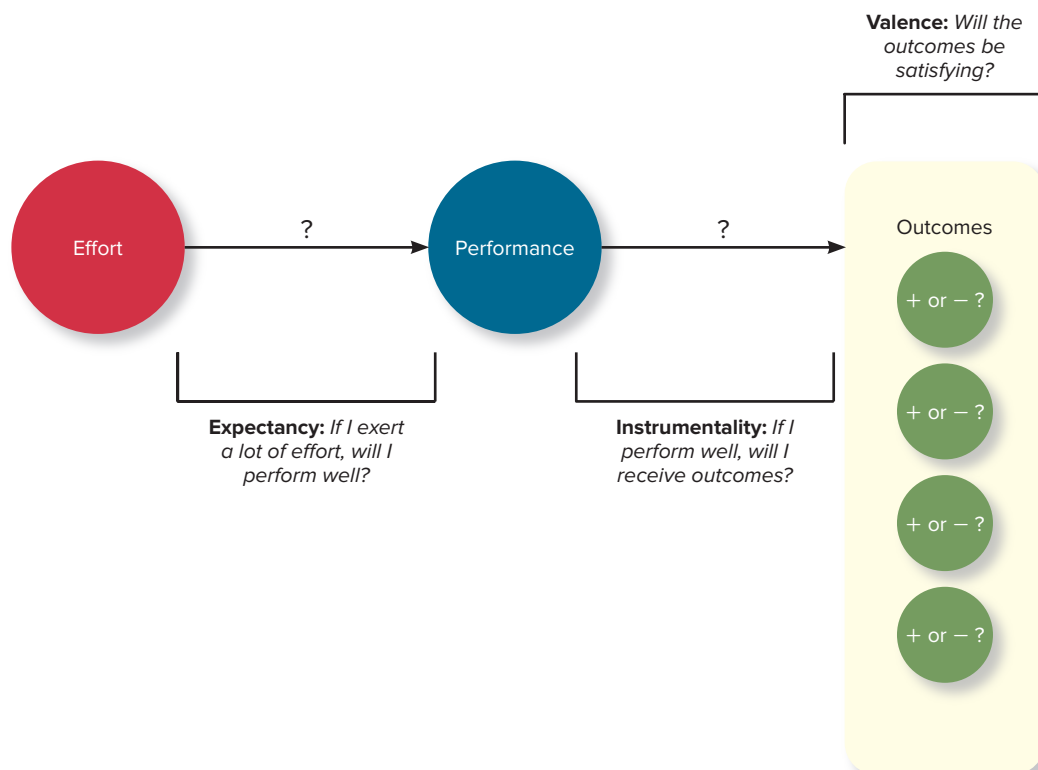 Valence: Will the
outcomes be
satisfying?
Effort
?
Performance
?
Outcomes
+ or − ?
+ or − ?
+ or − ?
+ or − ?
Expectancy: If I exert
a lot of effort, will I
perform well?
Instrumentality: If I
perform well, will I
receive outcomes?